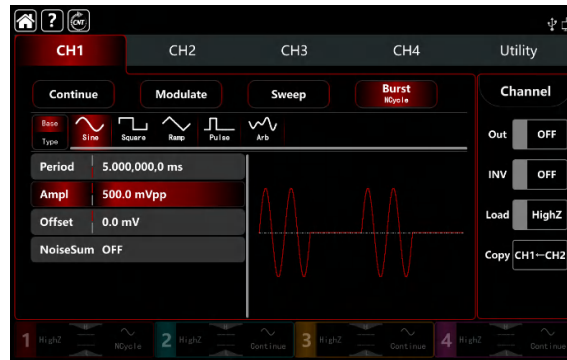 ? CNT
CH1 CH2 CH3 CH4 Utility
Continue Modulate Sweep Burst Channel
NCycle
Base
Type Sine Square Ramp Pulse Arb
Out OFF
Period 5.000,000,0 ms
INV OFF
Ampl 500.0 mVpp
Offset 0.0 mV
Load HighZ
NoiseSum OFF
Copy CH1←CH2
1 HighZ NCycle 2 HighZ Continue 3 HighZ Continue 4 HighZ Continue